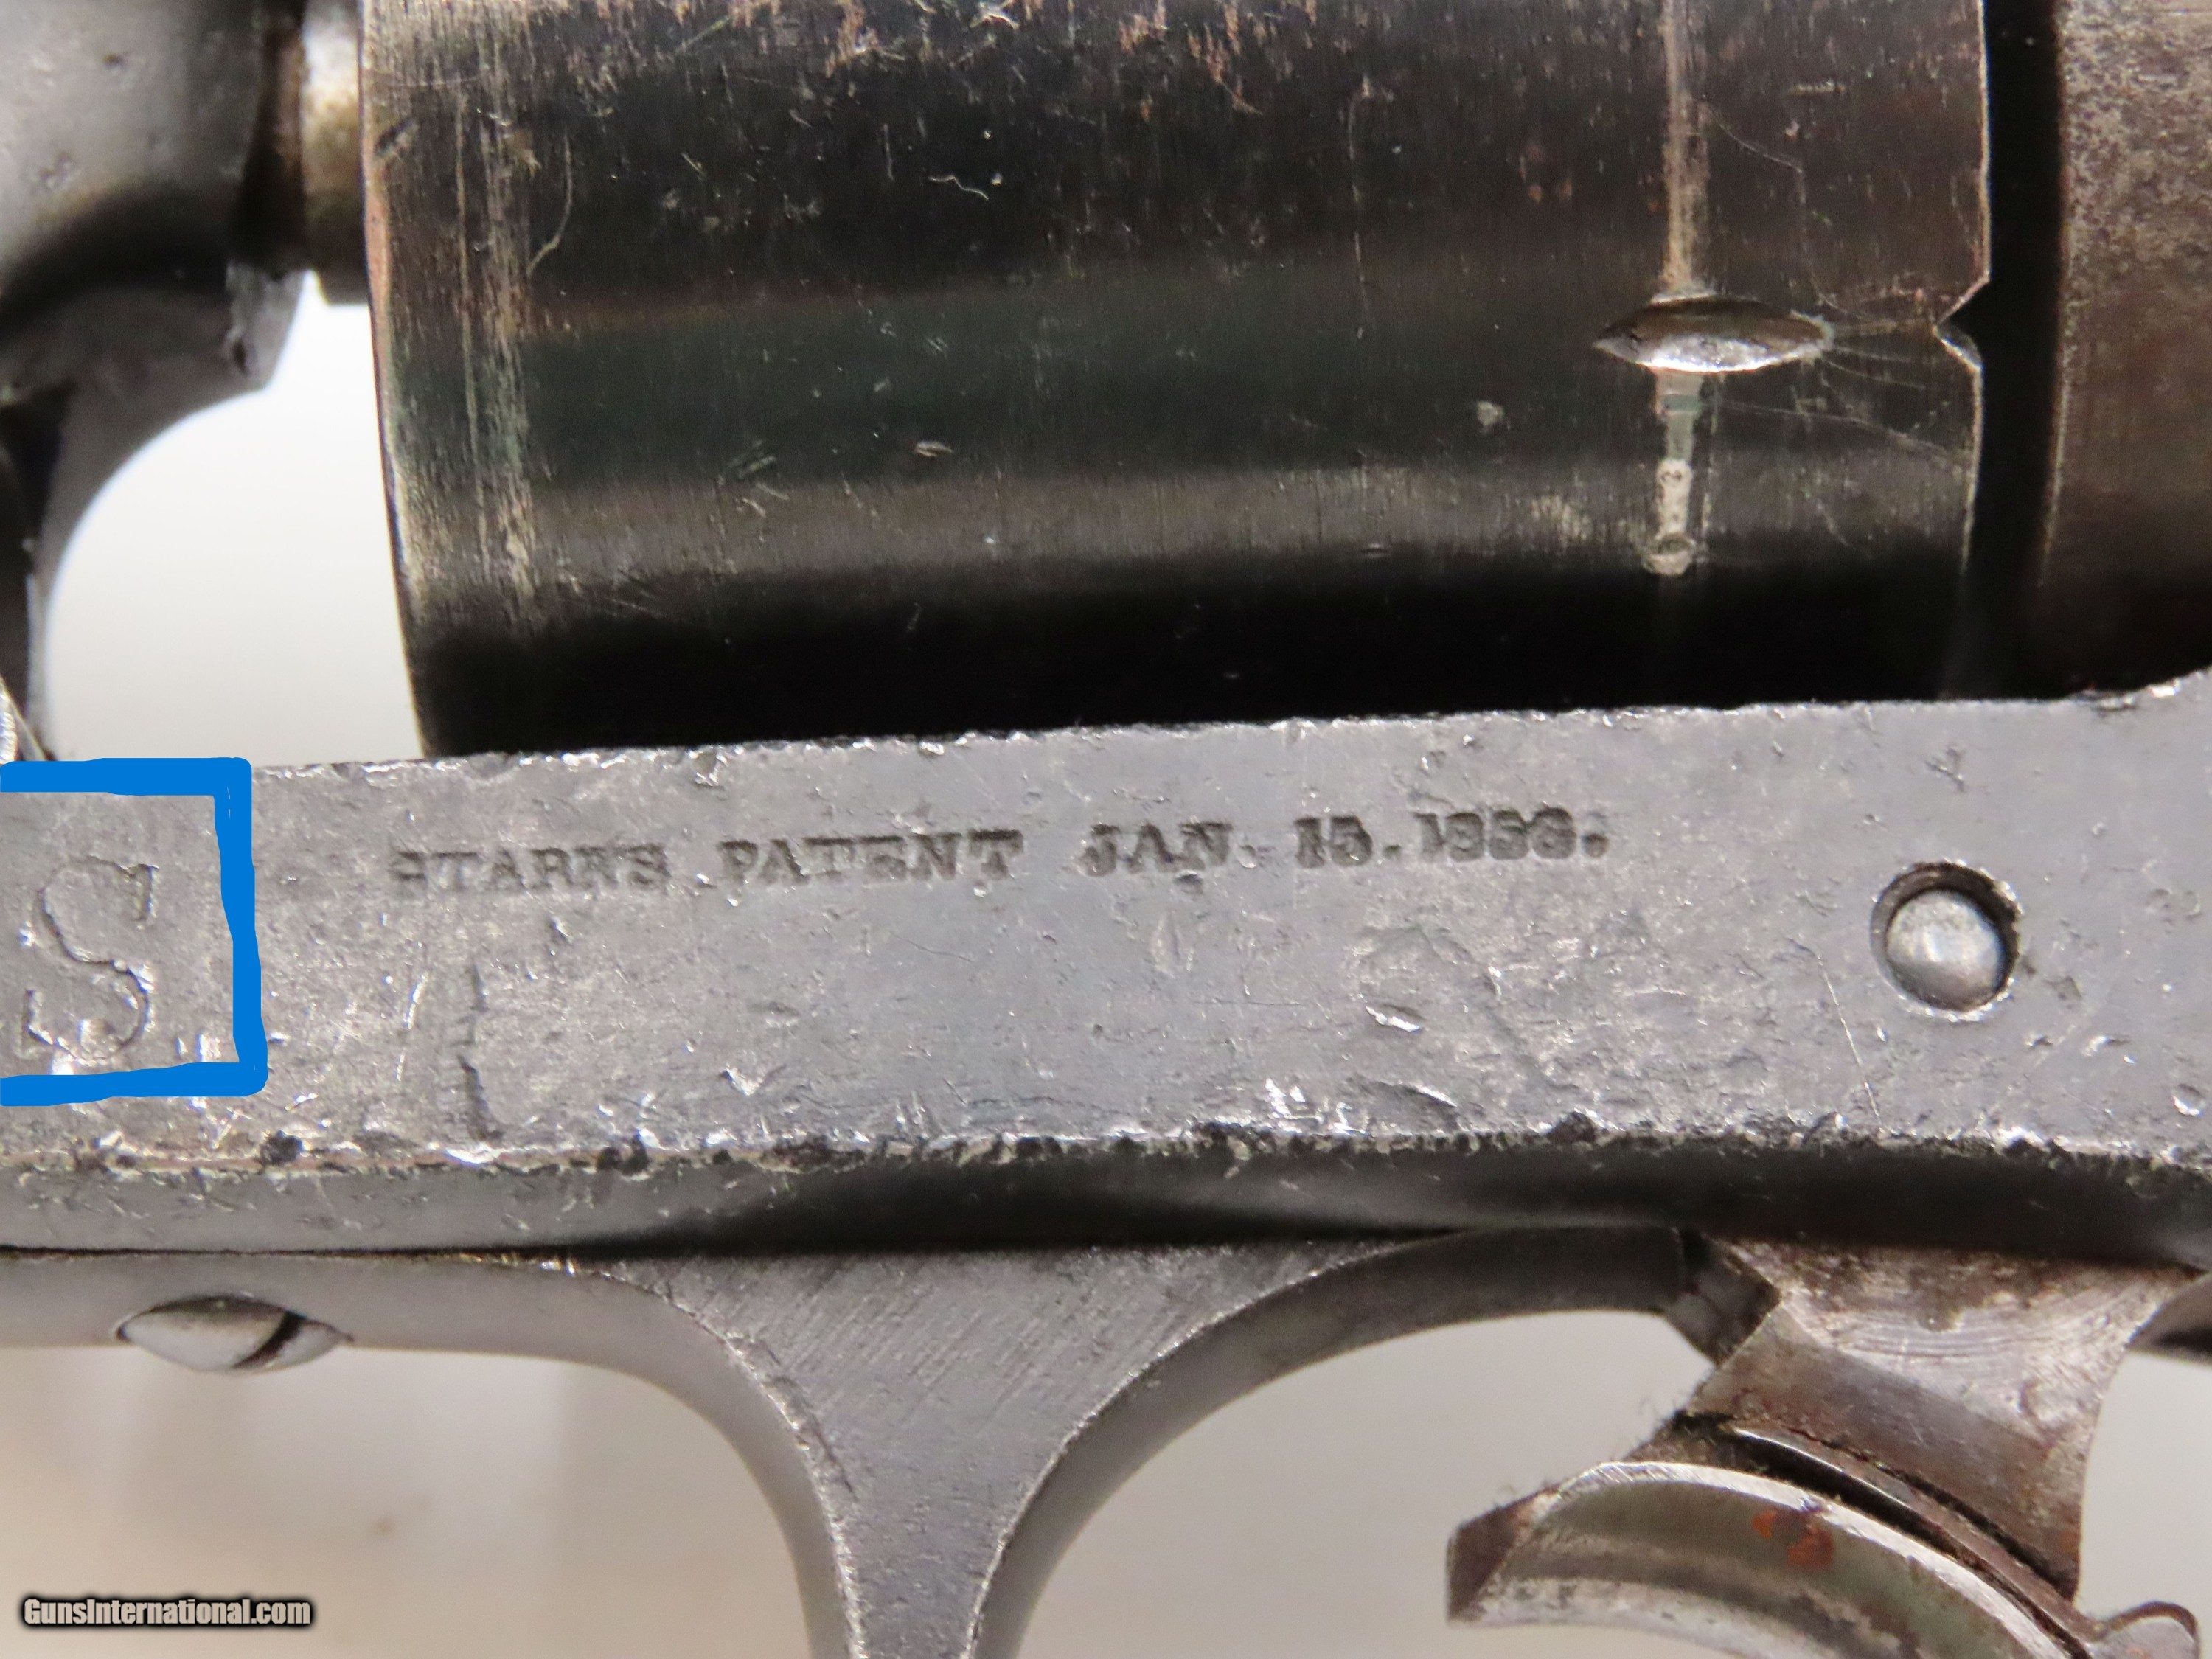 STARR'S PATENT JAN. 15. 1856.
S
GunsInternational.com